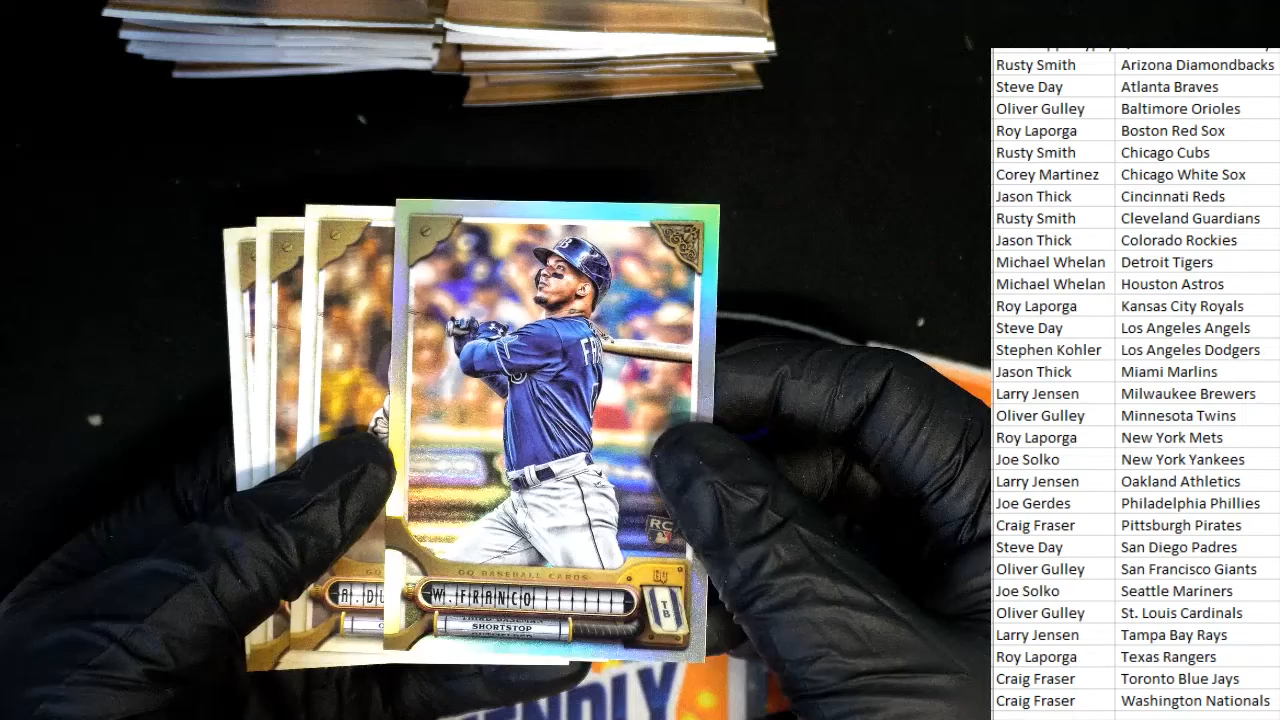 Rusty Smith Arizona Diamondbacks
Steve Day Atlanta Braves
Oliver Gulley Baltimore Orioles
Roy Laporga Boston Red Sox
Rusty Smith Chicago Cubs
Corey Martinez Chicago White Sox
Jason Thick Cincinnati Reds
Rusty Smith Cleveland Guardians
Jason Thick Colorado Rockies
Michael Whelan Detroit Tigers
Michael Whelan Houston Astros
Roy Laporga Kansas City Royals
Steve Day Los Angeles Angels
Stephen Kohler Los Angeles Dodgers
Jason Thick Miami Marlins
Larry Jensen Milwaukee Brewers
Oliver Gulley Minnesota Twins
Roy Laporga New York Mets
Joe Solko New York Yankees
Larry Jensen Oakland Athletics
Joe Gerdes Philadelphia Phillies
Craig Fraser Pittsburgh Pirates
Steve Day San Diego Padres
Oliver Gulley San Francisco Giants
Joe Solko Seattle Mariners
Oliver Gulley St. Louis Cardinals
Larry Jensen Tampa Bay Rays
Roy Laporga Texas Rangers
Craig Fraser Toronto Blue Jays
Craig Fraser Washington Nationals
RC
GQ BASEBALL CARDS
GQ
W. FRANCO
TB
SHORTSTOP
A. DU